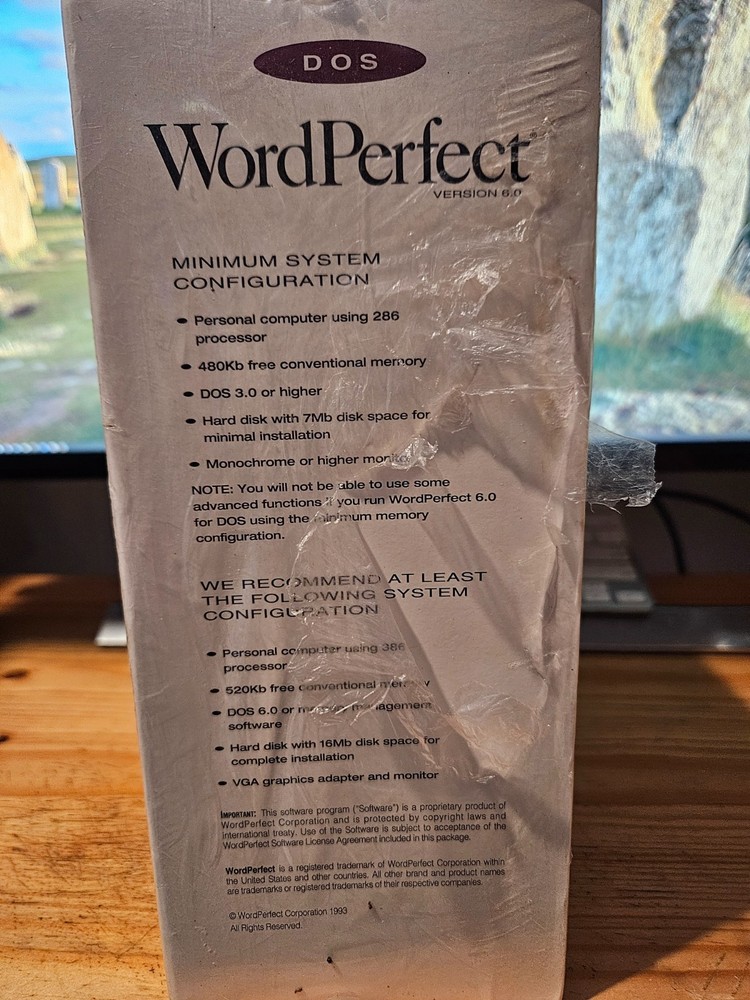 DOS
WordPerfect®
VERSION 6.0
MINIMUM SYSTEM
CONFIGURATION
• Personal computer using 286
processor
• 480Kb free conventional memory
• DOS 3.0 or higher
• Hard disk with 7Mb disk space for
minimal installation
• Monochrome or higher monitor
NOTE: You will not be able to use some
advanced functions if you run WordPerfect 6.0
for DOS using the minimum memory
configuration.
WE RECOMMEND AT LEAST
THE FOLLOWING SYSTEM
CONFIGURATION
• Personal computer using 386
processor
• 520Kb free conventional memory
• DOS 6.0 or memory management
software
• Hard disk with 16Mb disk space for
complete installation
• VGA graphics adapter and monitor
IMPORTANT: This software program ("Software") is a proprietary product of
WordPerfect Corporation and is protected by copyright laws and
international treaty. Use of the Software is subject to acceptance of the
WordPerfect Software License Agreement included in this package.
WordPerfect is a registered trademark of WordPerfect Corporation within
the United States and other countries. All other brand and product names
are trademarks or registered trademarks of their respective companies.
© WordPerfect Corporation 1993
All Rights Reserved.